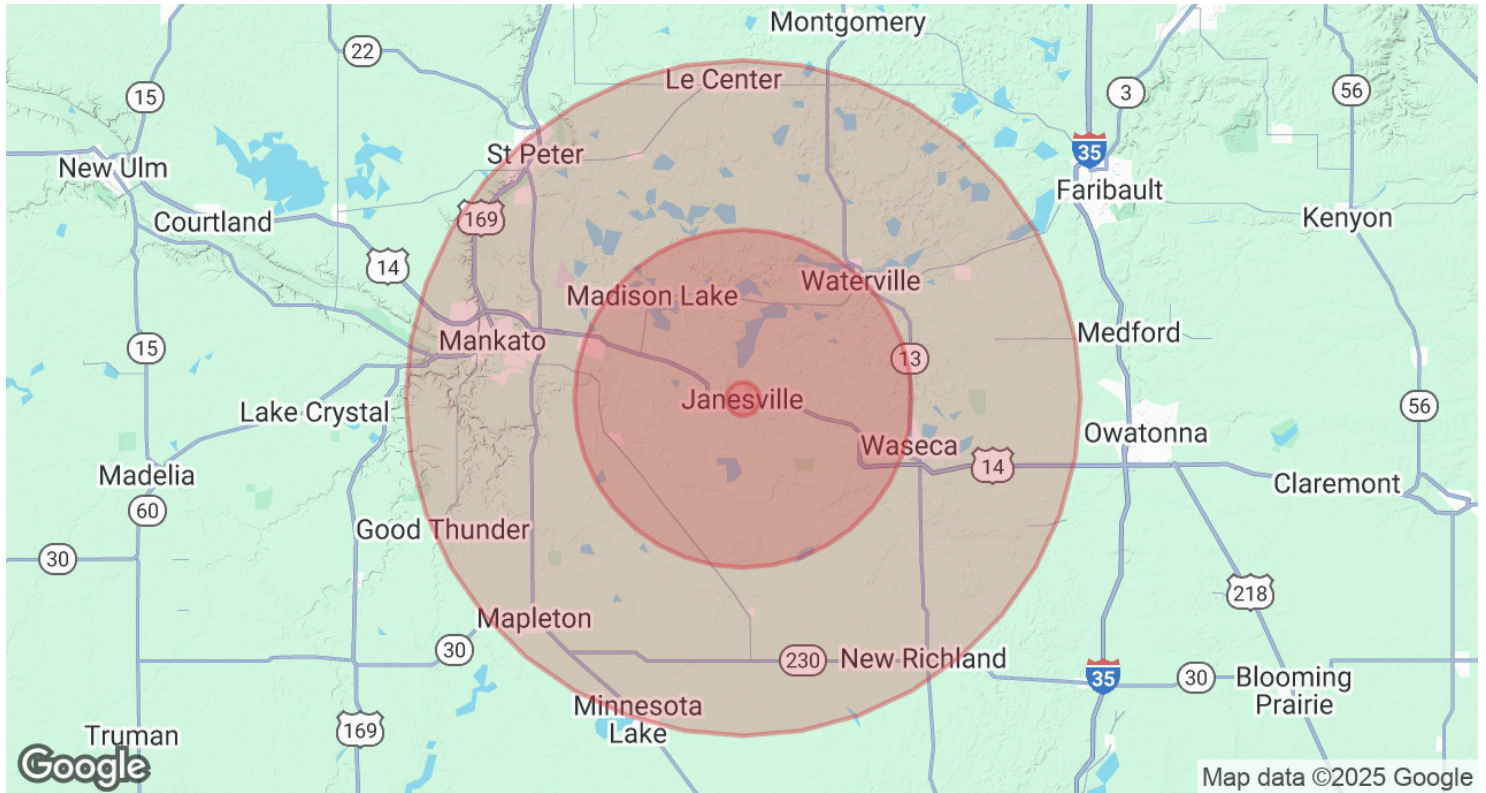 Montgomery
22
Le Center
3
56
15
35
St Peter
New Ulm
Faribault
169
Courtland
Kenyon
14
Waterville
Madison Lake
Medford
Mankato
15
13
Janesville
56
Lake Crystal
Owatonna
Waseca
14
Madelia
Claremont
60
Good Thunder
30
218
Mapleton
30
230
New Richland
35
30
Blooming
Prairie
Minnesota
Lake
169
Truman
Google
Map data ©2025 Google